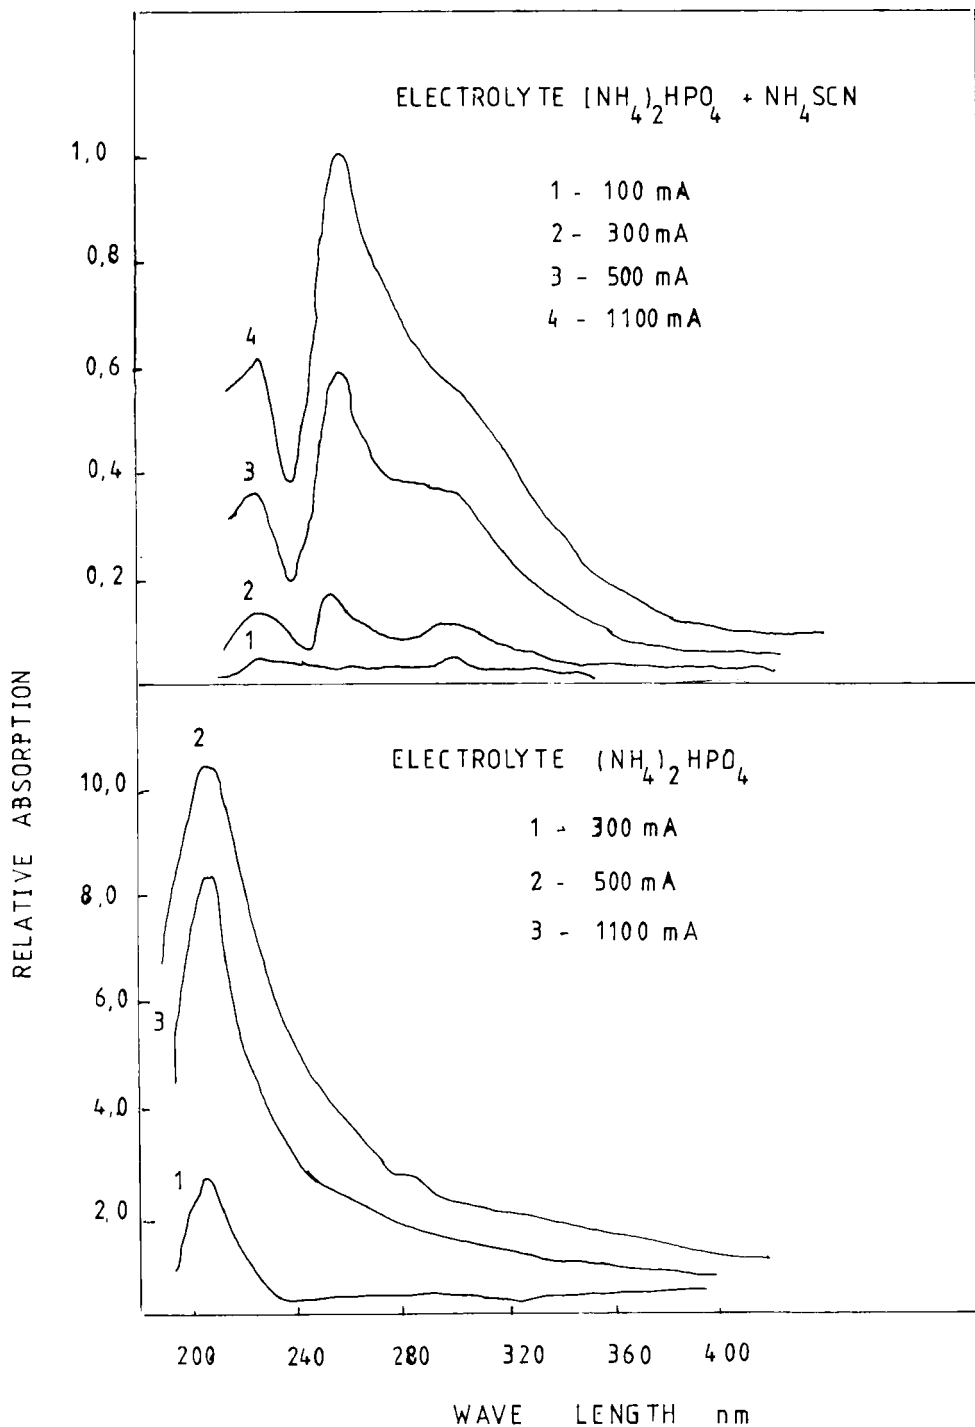 ELECTROLYTE (NH4)2HPO4 + NH4SCN
1 - 100 mA
2 - 300 mA
3 - 500 mA
4 - 1100 mA
1,0
0,8
0,6
0,4
0,2
4
3
2
1
RELATIVE ABSORPTION
ELECTROLYTE (NH4)2HPO4
1 - 300 mA
2 - 500 mA
3 - 1100 mA
10,0
8,0
6,0
4,0
2,0
2
3
1
200 240 280 320 360 400
WAVE LENGTH nm